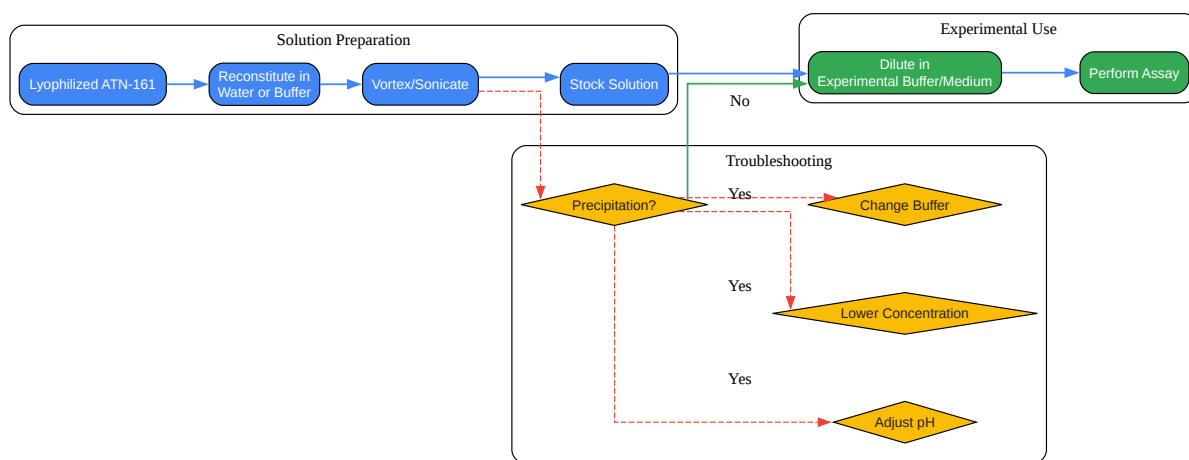 Solution Preparation
Lyophilized ATN-161
Reconstitute in
Water or Buffer
Vortex/Sonicate
Stock Solution
Experimental Use
Dilute in
Experimental Buffer/Medium
Perform Assay
No
Troubleshooting
Precipitation?
Yes
Change Buffer
Yes
Lower Concentration
Yes
Adjust pH